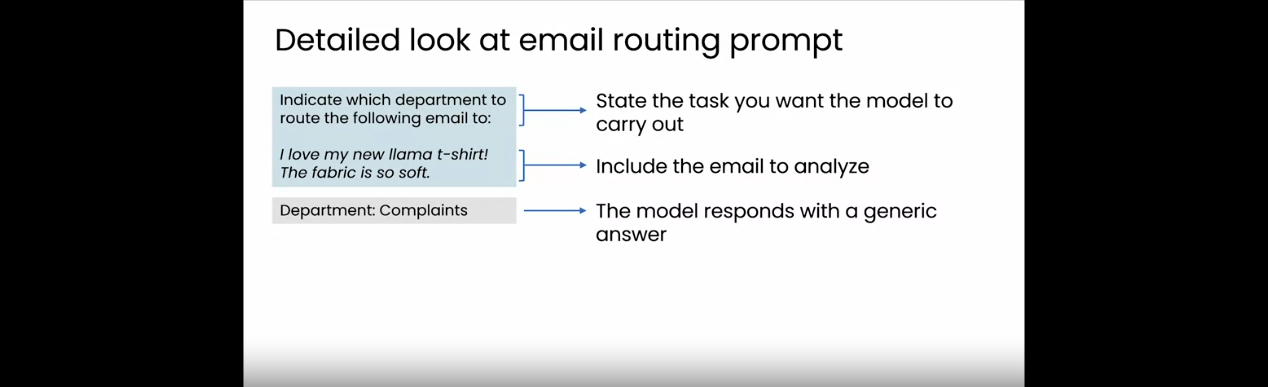 Detailed look at email routing prompt
Indicate which department to
route the following email to:
I love my new llama t-shirt!
The fabric is so soft.
Department: Complaints
State the task you want the model to
carry out
Include the email to analyze
The model responds with a generic
answer